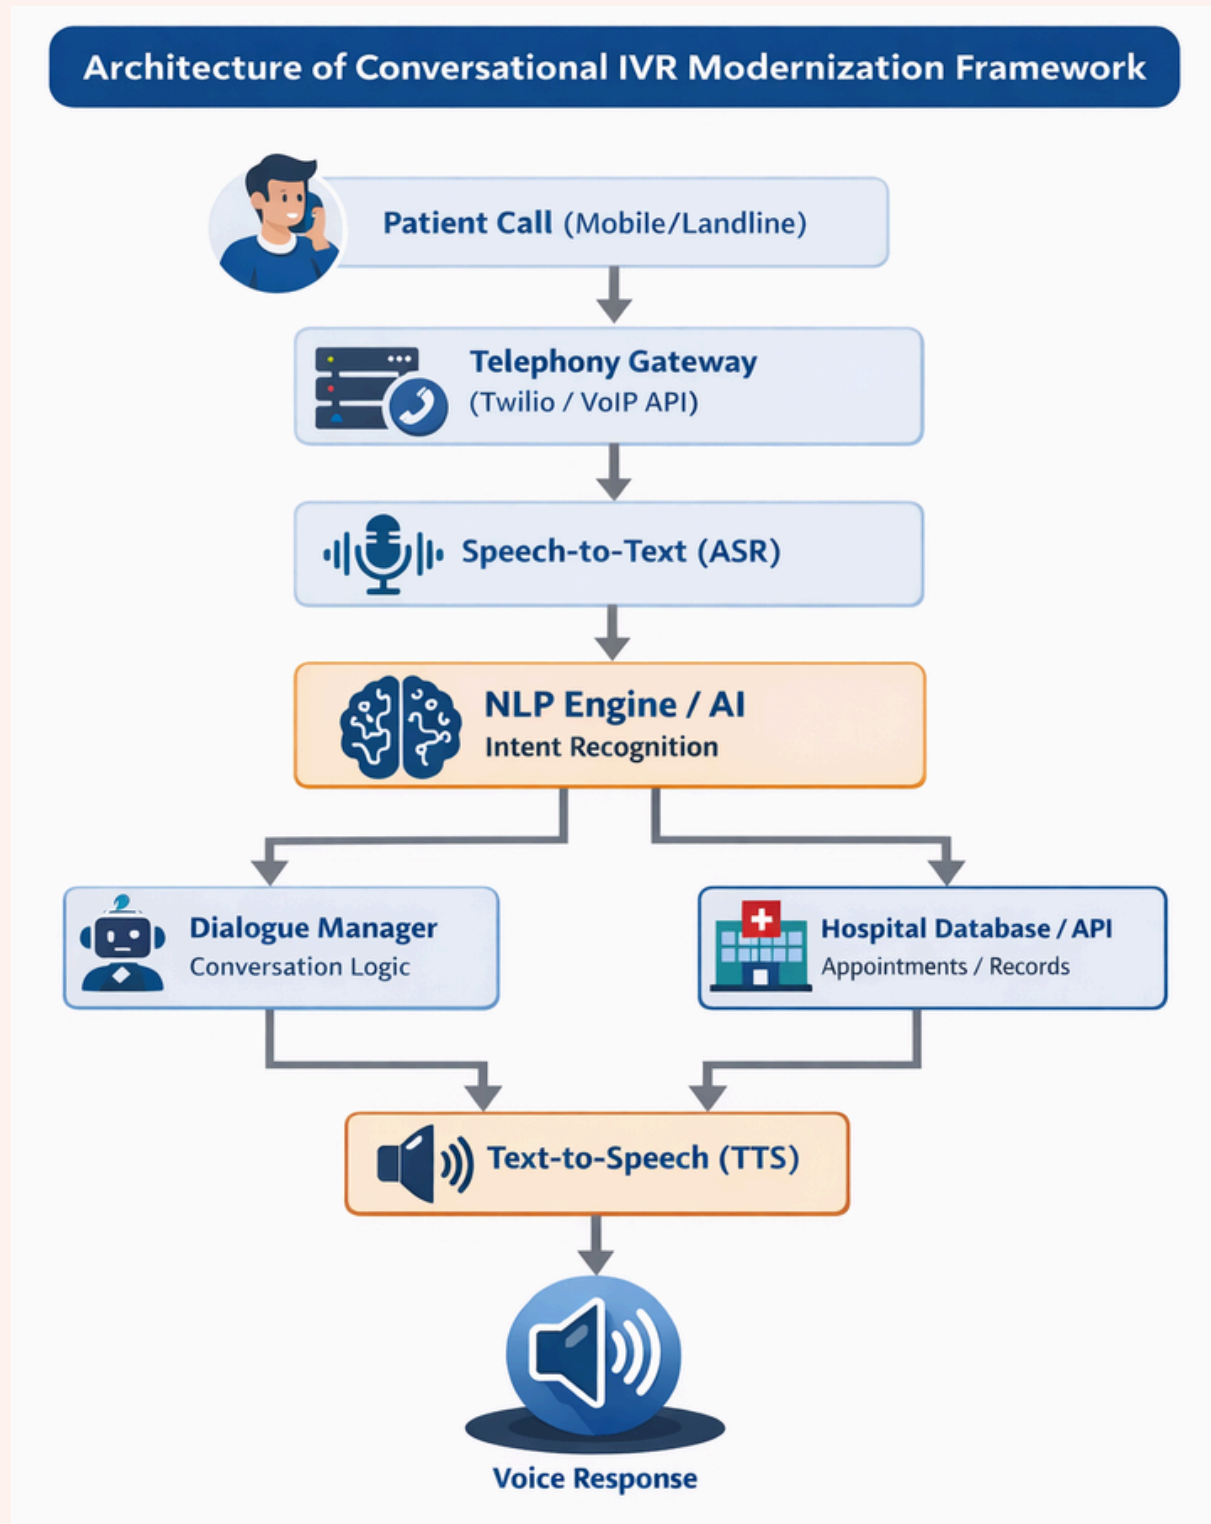 Architecture of Conversational IVR Modernization Framework
Patient Call (Mobile/Landline)
Telephony Gateway
(Twilio / VoIP API)
Speech-to-Text (ASR)
NLP Engine / AI
Intent Recognition
Dialogue Manager
Conversation Logic
Hospital Database / API
Appointments / Records
Text-to-Speech (TTS)
Voice Response